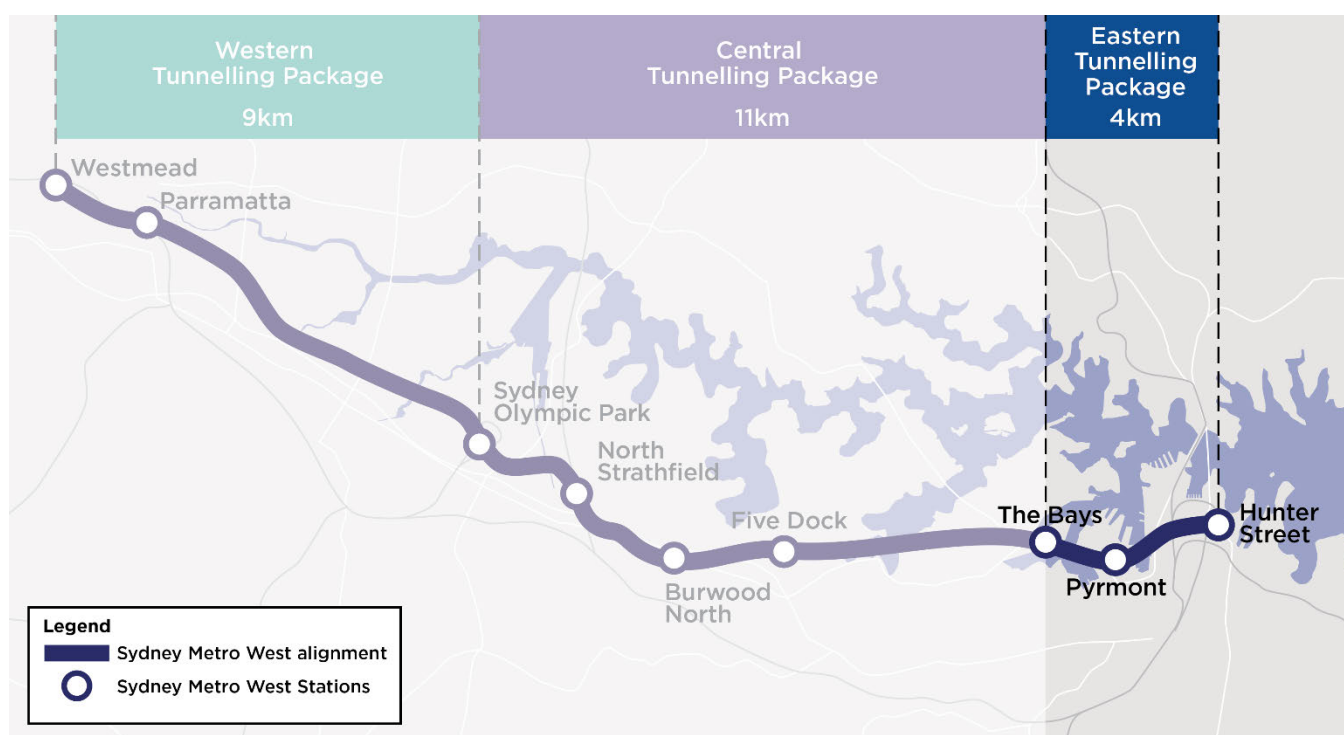 Western
Tunnelling Package
9km
Central
Tunnelling Package
11km
Eastern
Tunnelling
Package
4km
Westmead
Parramatta
Sydney
Olympic Park
North
Strathfield
Burwood
North
Five Dock
The Bays
Pyrmont
Hunter
Street
Legend
Sydney Metro West alignment
Sydney Metro West Stations